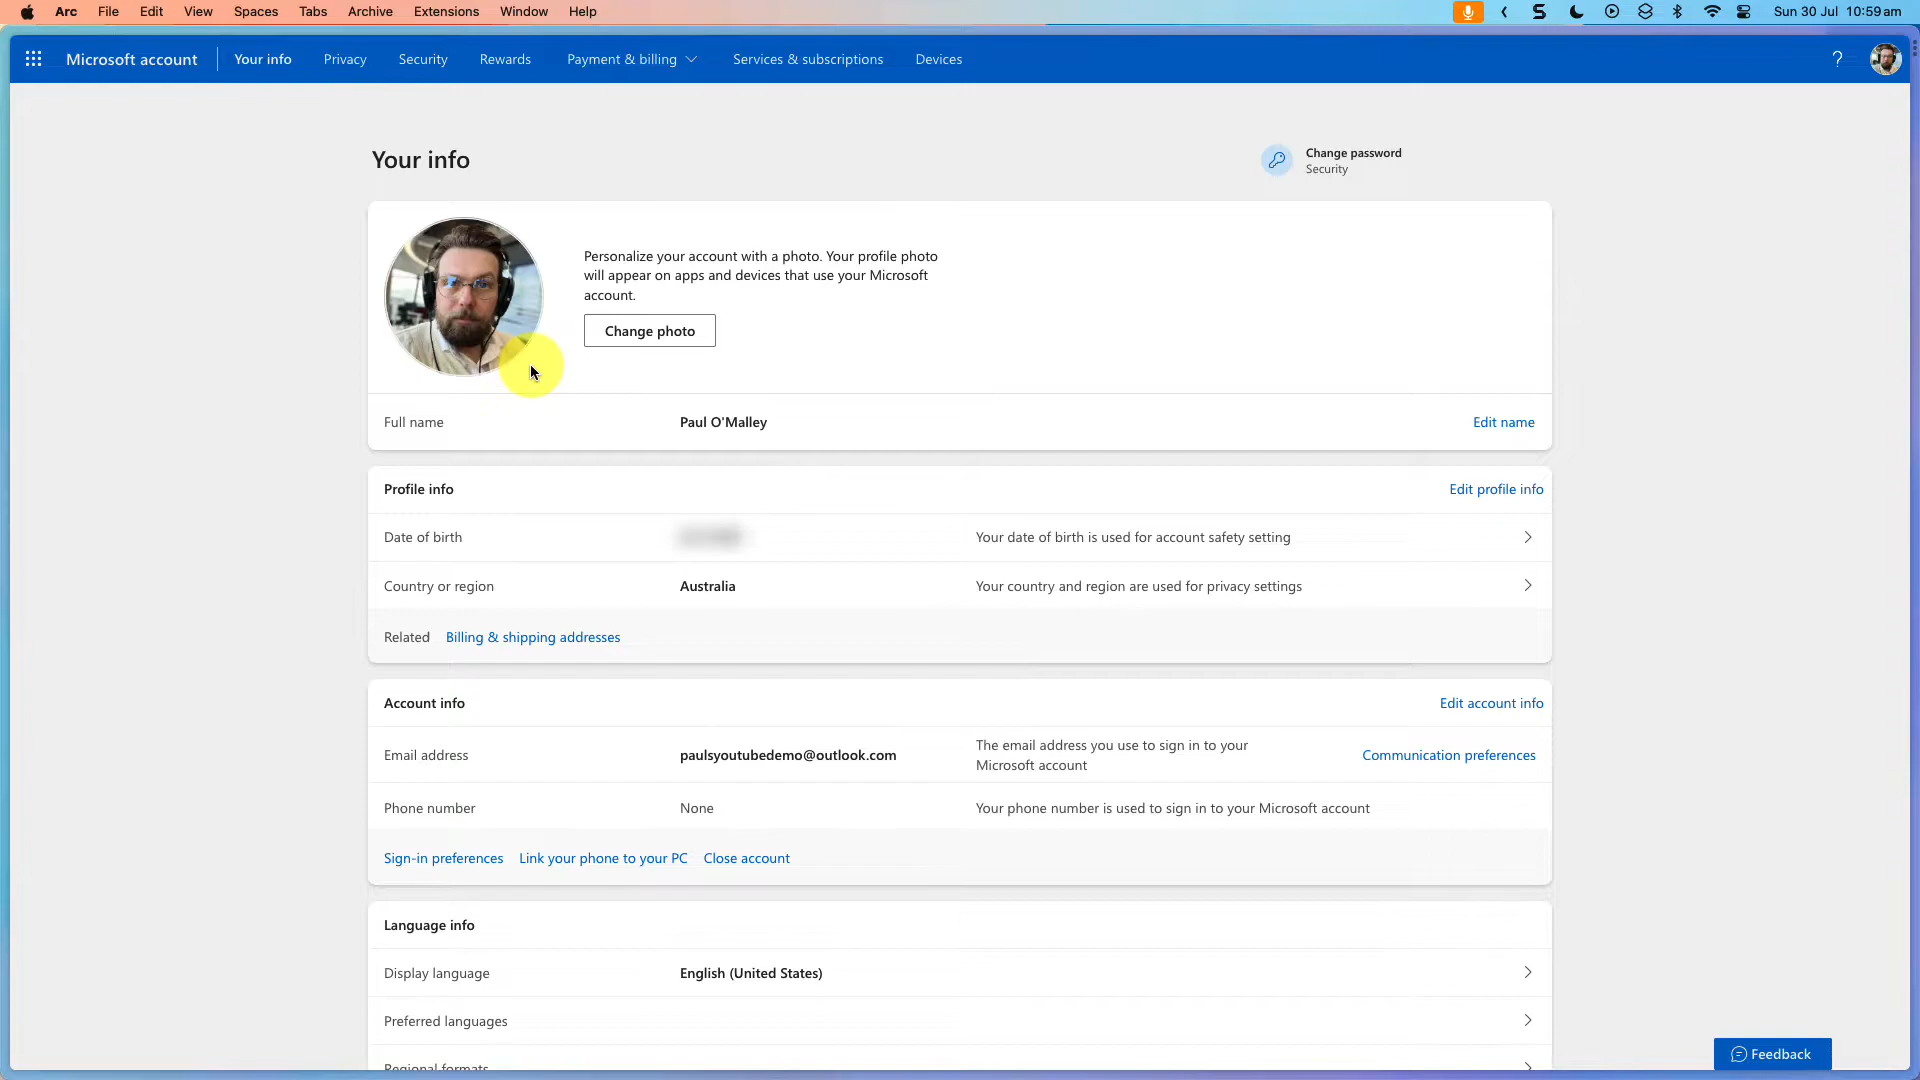 Arc File Edit View Spaces Tabs Archive Extensions Window Help Sun 30 Jul 10:59 am
Microsoft account Your info Privacy Security Rewards Payment & billing Services & subscriptions Devices ?
Your info
Change password
Security
Personalize your account with a photo. Your profile photo
will appear on apps and devices that use your Microsoft
account.
Change photo
Full name Paul O'Malley Edit name
Profile info Edit profile info
Date of birth Your date of birth is used for account safety setting
Country or region Australia Your country and region are used for privacy settings
Related Billing & shipping addresses
Account info Edit account info
Email address paulsyoutubedemo@outlook.com The email address you use to sign in to your
Microsoft account Communication preferences
Phone number None Your phone number is used to sign in to your Microsoft account
Sign-in preferences Link your phone to your PC Close account
Language info
Display language English (United States)
Preferred languages
Regional formats
Feedback